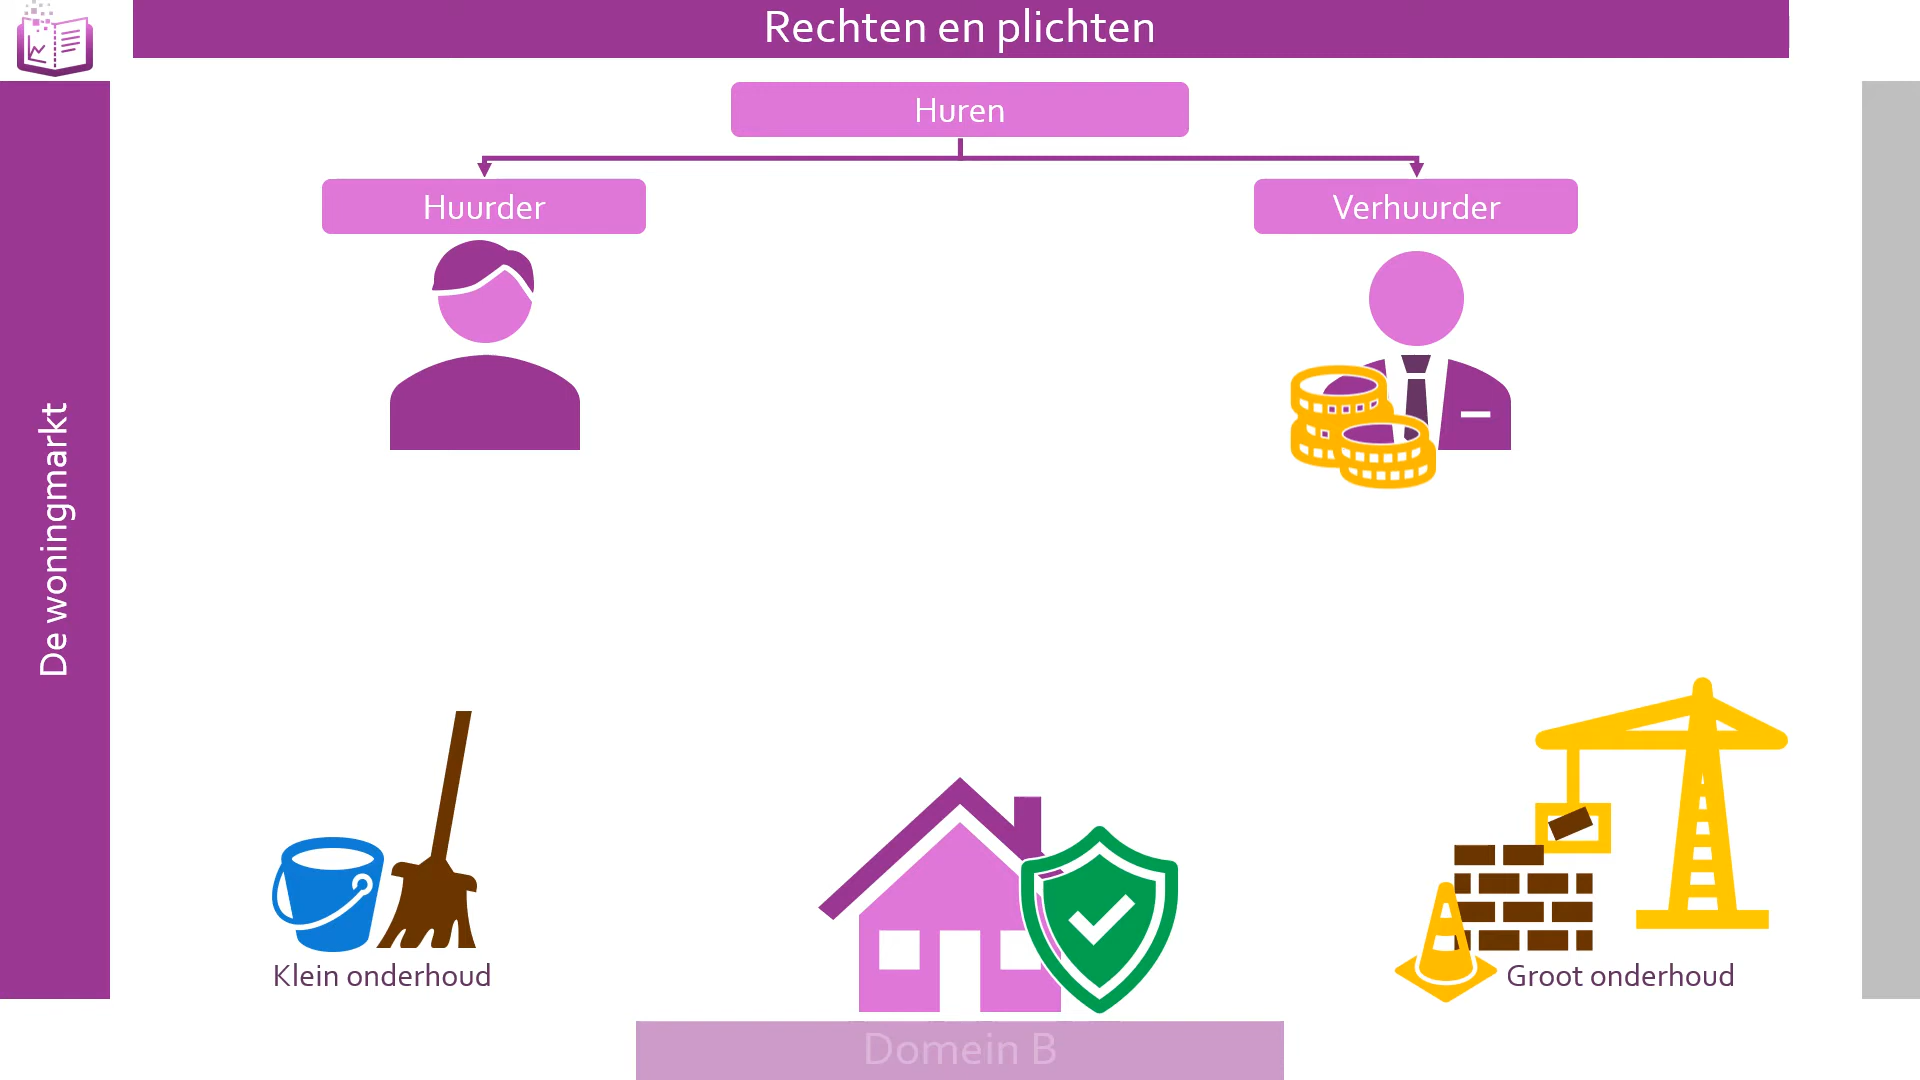 Rechten en plichten
Huren
Huurder
Verhuurder
De woningmarkt
Klein onderhoud
Groot onderhoud
Domein B